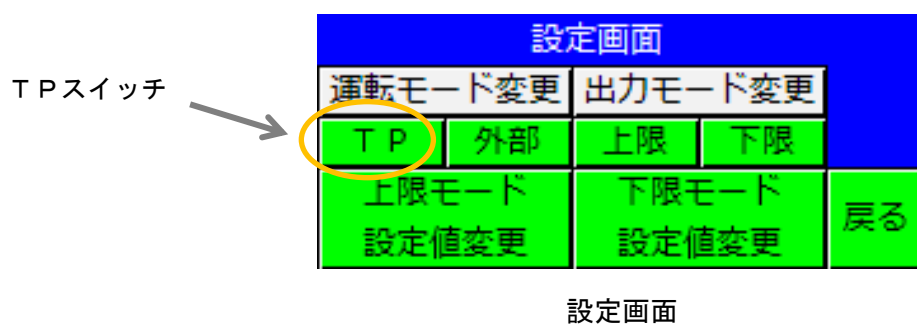 設定画面
TPスイッチ
運転モード変更 出力モード変更
TP 外部 上限 下限
上限モード 下限モード
設定値変更 設定値変更
戻る
設定画面